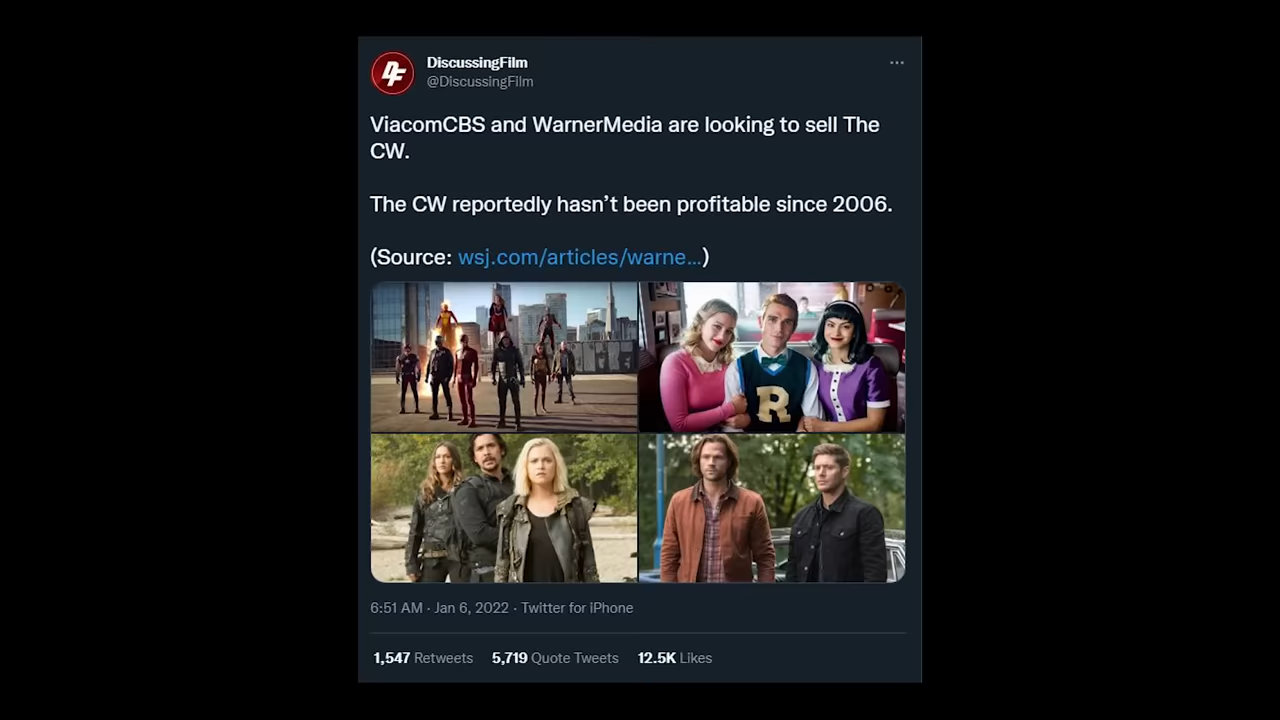 DF
DiscussingFilm
@DiscussingFilm
ViacomCBS and WarnerMedia are looking to sell The
CW.
The CW reportedly hasn’t been profitable since 2006.
(Source: wsj.com/articles/warne…)
R
6:51 AM · Jan 6, 2022 · Twitter for iPhone
1,547 Retweets 5,719 Quote Tweets 12.5K Likes